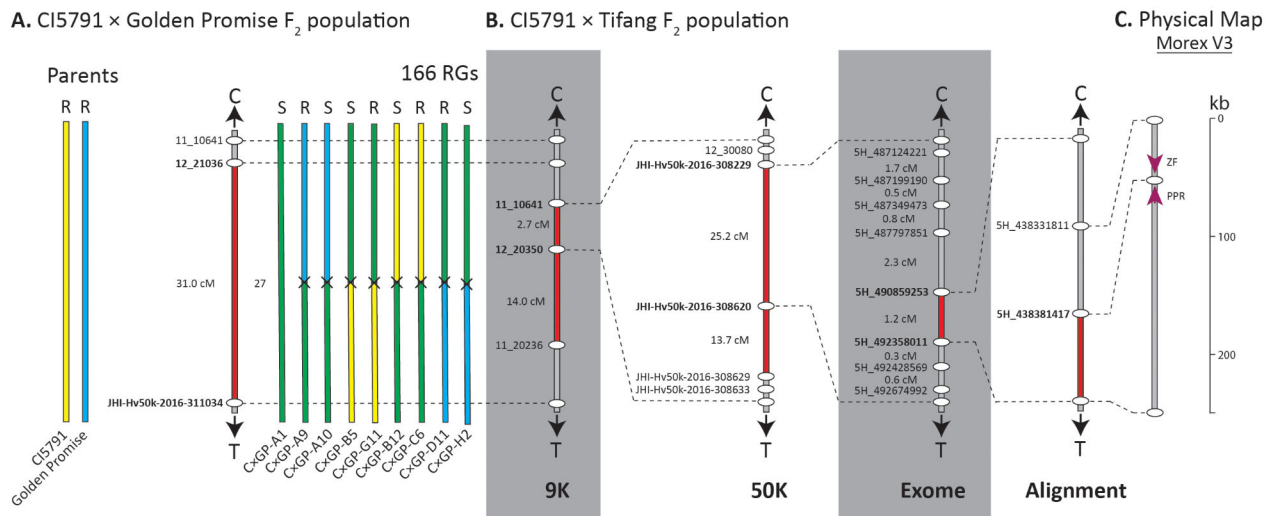 A. CI5791 × Golden Promise F2 population
B. CI5791 × Tifang F2 population
C. Physical Map
Morex V3
Parents
166 RGs
R R
CI5791
Golden Promise
C
11_10641
12_21036
31.0 cM
JHI-Hv50k-2016-311034
T
27
S R S S R S R R S
CxGP-A1
CxGP-A9
CxGP-A10
CxGP-B5
CxGP-G11
CxGP-B12
CxGP-C6
CxGP-D11
CxGP-H2
C
11_10641
2.7 cM
12_20350
14.0 cM
11_20236
T
9K
C
12_30080
JHI-Hv50k-2016-308229
25.2 cM
JHI-Hv50k-2016-308620
13.7 cM
JHI-Hv50k-2016-308629
JHI-Hv50k-2016-308633
T
50K
C
5H_487124221
1.7 cM
5H_487199190
0.5 cM
5H_487349473
0.8 cM
5H_487797851
2.3 cM
5H_490859253
1.2 cM
5H_492358011
0.3 cM
5H_492428569
0.6 cM
5H_492674992
T
Exome
C
5H_438331811
5H_438381417
T
Alignment
ZF
PPR
kb
0
100
200